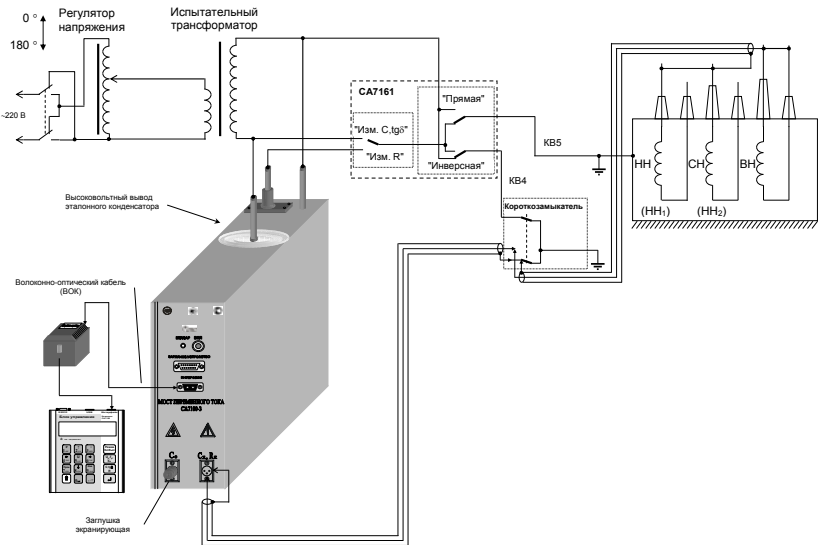 0 °
180 °
Регулятор
напряжения
Испытательный
трансформатор
~220 В
СА7161
"Прямая"
"Изм. C,tgδ"
"Изм. R"
"Инверсная"
КВ5
КВ4
НН
СН
ВН
(НН₁)
(НН₂)
Короткозамыкатель
Высоковольтный вывод
эталонного конденсатора
Волоконно-оптический кабель
(ВОК)
МОСТ ПЕРЕМЕННОГО ТОКА
СА7100-3
Блок управления
C₀
Cₓ, Rₓ
Заглушка
экранирующая